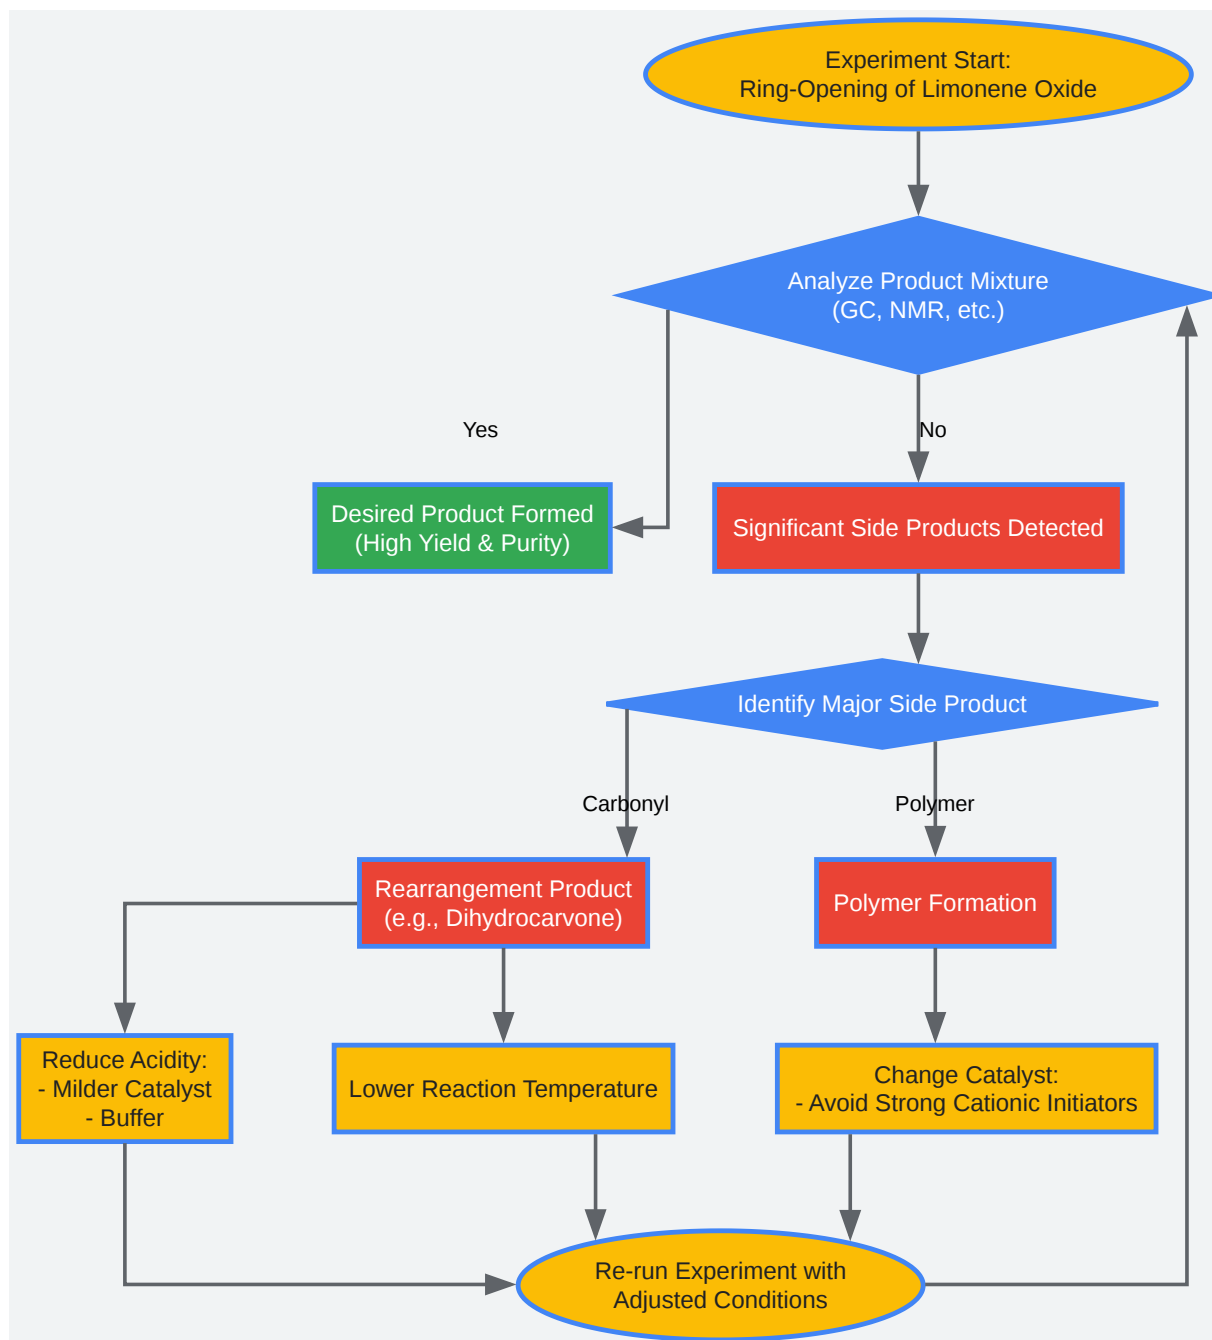 Experiment Start:
Ring-Opening of Limonene Oxide
Analyze Product Mixture
(GC, NMR, etc.)
Yes
No
Desired Product Formed
(High Yield & Purity)
Significant Side Products Detected
Identify Major Side Product
Carbonyl
Polymer
Rearrangement Product
(e.g., Dihydrocarvone)
Polymer Formation
Reduce Acidity:
- Milder Catalyst
- Buffer
Lower Reaction Temperature
Change Catalyst:
- Avoid Strong Cationic Initiators
Re-run Experiment with
Adjusted Conditions